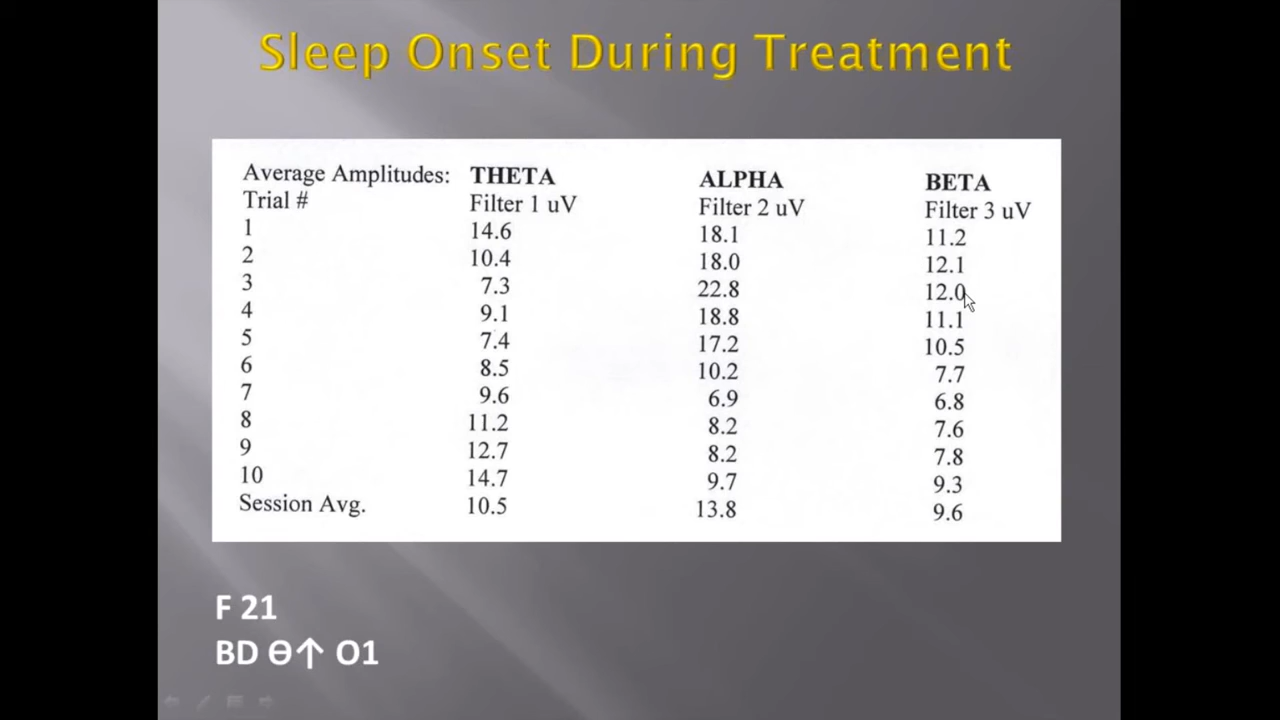 Sleep Onset During Treatment
Average Amplitudes: THETA ALPHA BETA
Trial # Filter 1 uV Filter 2 uV Filter 3 uV
1 14.6 18.1 11.2
2 10.4 18.0 12.1
3 7.3 22.8 12.0
4 9.1 18.8 11.1
5 7.4 17.2 10.5
6 8.5 10.2 7.7
7 9.6 6.9 6.8
8 11.2 8.2 7.6
9 12.7 8.2 7.8
10 14.7 9.7 9.3
Session Avg. 10.5 13.8 9.6
F 21
BD ϴ↑ O1